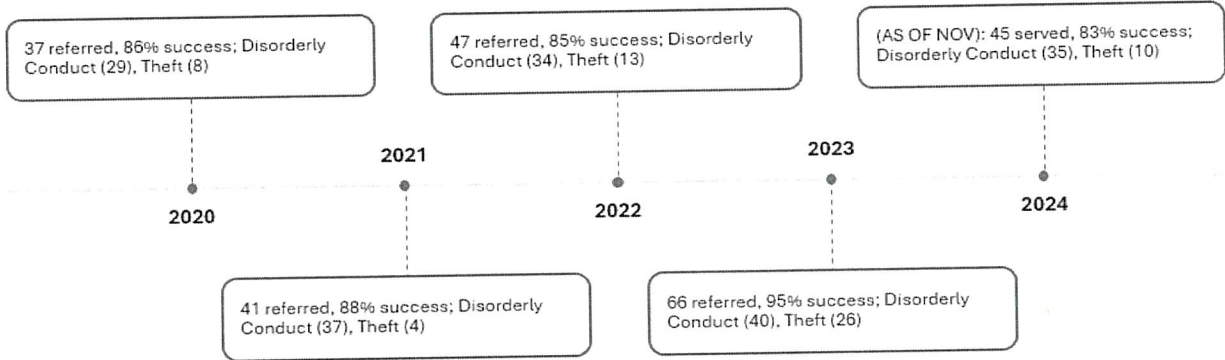 37 referred, 86% success; Disorderly
Conduct (29), Theft (8)
47 referred, 85% success; Disorderly
Conduct (34), Theft (13)
(AS OF NOV): 45 served, 83% success;
Disorderly Conduct (35), Theft (10)
2021
2023
2020
2022
2024
41 referred, 88% success; Disorderly
Conduct (37), Theft (4)
66 referred, 95% success; Disorderly
Conduct (40), Theft (26)